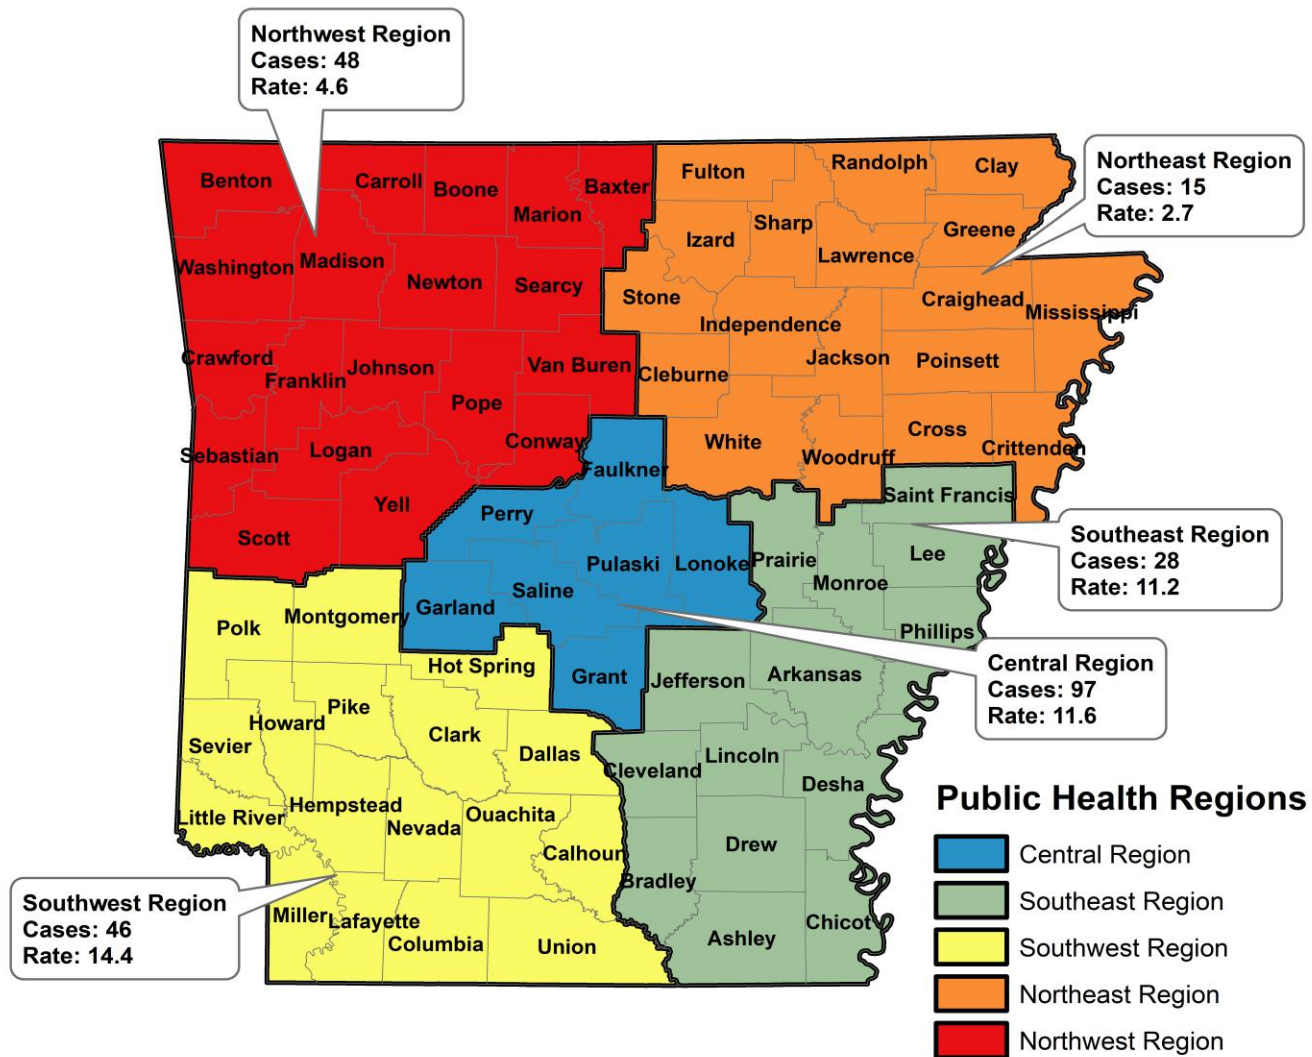 Northwest Region
Cases: 48
Rate: 4.6
Northeast Region
Cases: 15
Rate: 2.7
Benton
Carroll
Boone
Marion
Baxter
Fulton
Randolph
Clay
Izard
Sharp
Lawrence
Greene
Washington
Madison
Newton
Searcy
Stone
Independence
Craighead
Mississippi
Jackson
Poinsett
Crawford
Franklin
Johnson
Pope
Van Buren
Cleburne
Cross
Crittenden
Sebastian
Logan
Conway
White
Woodruff
Faulkner
Saint Francis
Scott
Yell
Perry
Pulaski
Lonoke
Prairie
Monroe
Lee
Southeast Region
Cases: 28
Rate: 11.2
Garland
Saline
Phillips
Polk
Montgomery
Hot Spring
Grant
Jefferson
Arkansas
Central Region
Cases: 97
Rate: 11.6
Howard
Pike
Clark
Dallas
Sevier
Cleveland
Lincoln
Desha
Little River
Hempstead
Nevada
Ouachita
Calhoun
Drew
Bradley
Southwest Region
Cases: 46
Rate: 14.4
Miller
Lafayette
Columbia
Union
Ashley
Chicot
Public Health Regions
Central Region
Southeast Region
Southwest Region
Northeast Region
Northwest Region